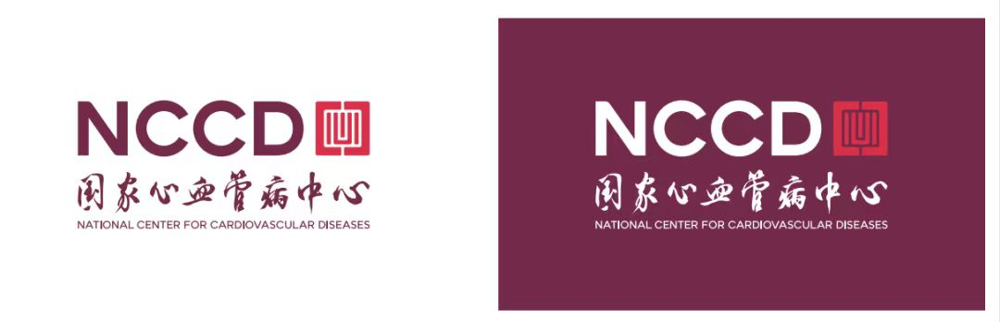 NCCD
国家心血管病中心
NATIONAL CENTER FOR CARDIOVASCULAR DISEASES
NCCD
国家心血管病中心
NATIONAL CENTER FOR CARDIOVASCULAR DISEASES